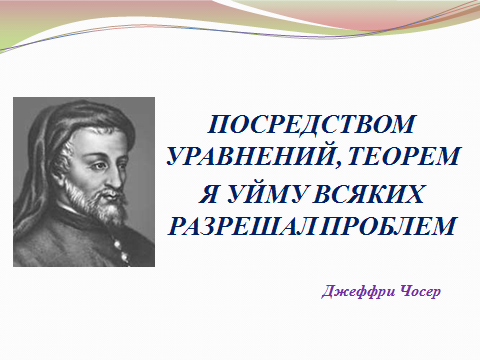 ПОСРЕДСТВОМ
УРАВНЕНИЙ, ТЕОРЕМ
Я УЙМУ ВСЯКИХ
РАЗРЕШАЛ ПРОБЛЕМ
Джеффри Чосер